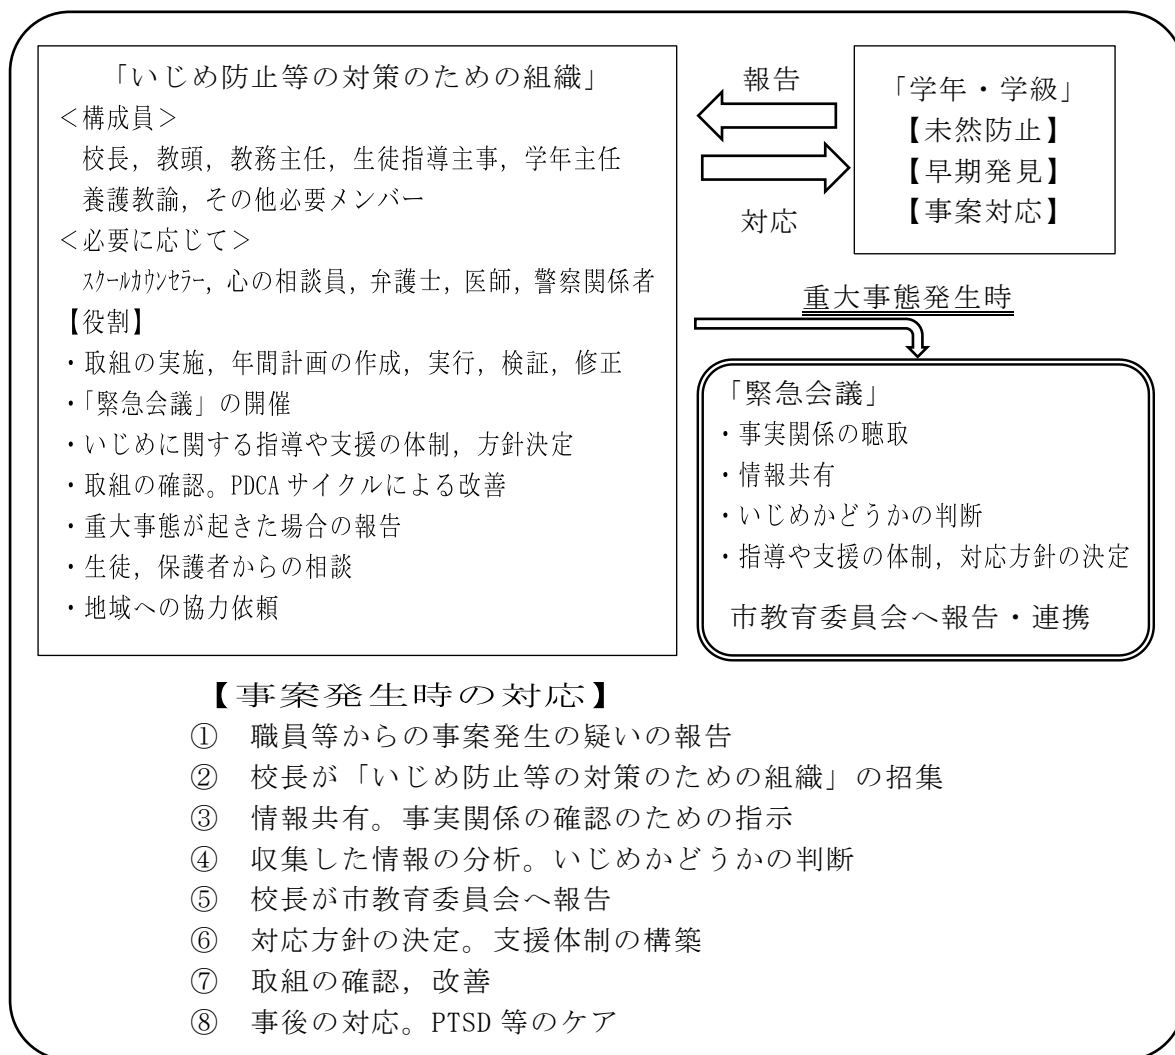 「いじめ防止等の対策のための組織」
＜構成員＞
校長，教頭，教務主任，生徒指導主事，学年主任
養護教諭，その他必要メンバー
＜必要に応じて＞
ｽｸｰﾙｶｳﾝｾﾗｰ，心の相談員，弁護士，医師，警察関係者
【役割】
・取組の実施，年間計画の作成，実行，検証，修正
・「緊急会議」の開催
・いじめに関する指導や支援の体制，方針決定
・取組の確認。PDCAサイクルによる改善
・重大事態が起きた場合の報告
・生徒，保護者からの相談
・地域への協力依頼
報告
対応
「学年・学級」
【未然防止】
【早期発見】
【事案対応】
重大事態発生時
「緊急会議」
・事実関係の聴取
・情報共有
・いじめかどうかの判断
・指導や支援の体制，対応方針の決定
市教育委員会へ報告・連携
【事案発生時の対応】
①　職員等からの事案発生の疑いの報告
②　校長が「いじめ防止等の対策のための組織」の招集
③　情報共有。事実関係の確認のための指示
④　収集した情報の分析。いじめかどうかの判断
⑤　校長が市教育委員会へ報告
⑥　対応方針の決定。支援体制の構築
⑦　取組の確認，改善
⑧　事後の対応。PTSD等のケア